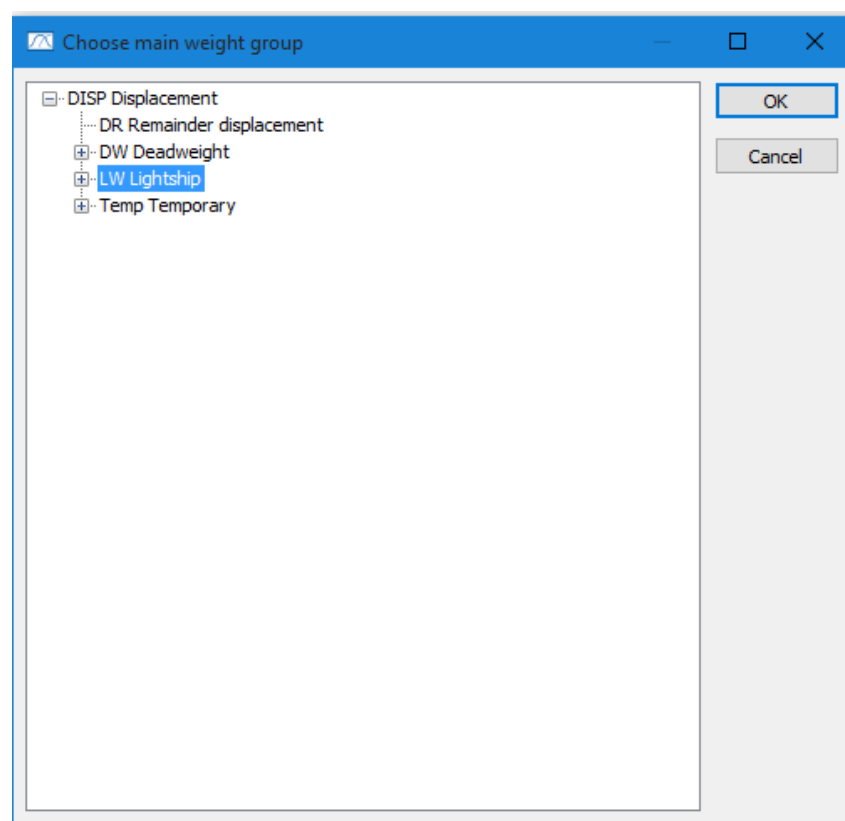 Choose main weight group
DISP Displacement
DR Remainder displacement
DW Deadweight
LW Lightship
Temp Temporary
OK
Cancel